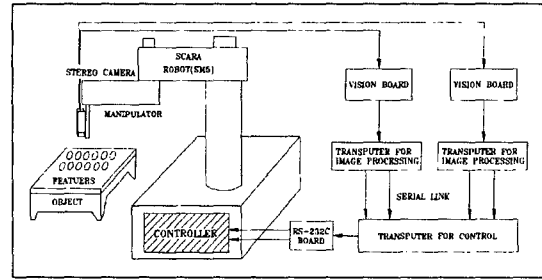 SCARA
ROBOT(SM5)
STEREO CAMERA
MANIPULATOR
FEATUERS
OBJECT
CONTROLLER
RS-232C
BOARD
VISION BOARD
VISION BOARD
TRANSPUTER FOR
IMAGE PROCESSING
TRANSPUTER FOR
IMAGE PROCESSING
SERIAL LINK
TRANSPUTER FOR CONTROL